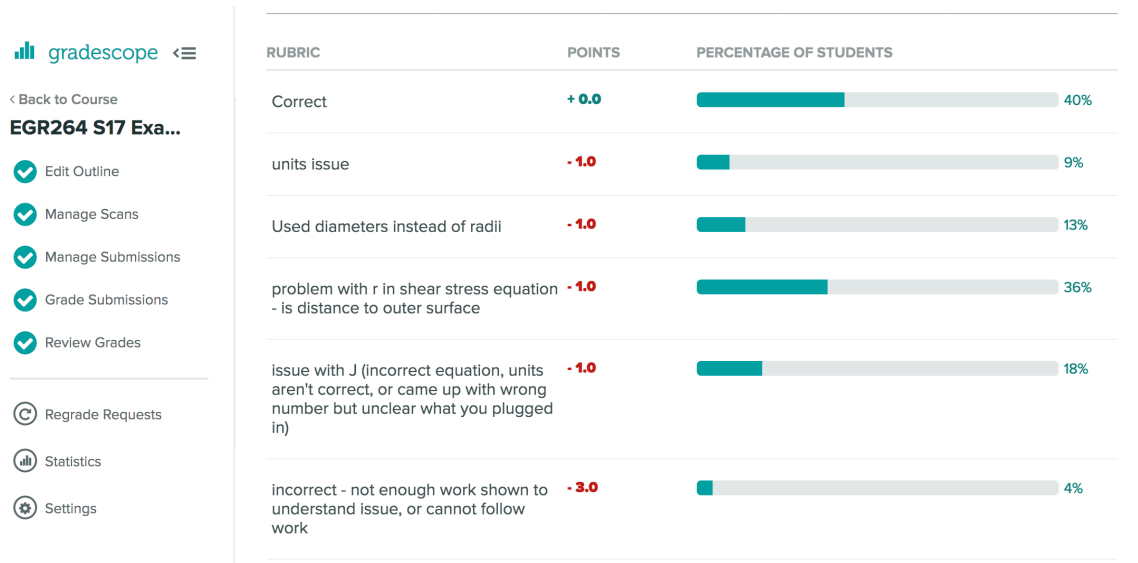 gradescope
Back to Course
EGR264 S17 Exa...
Edit Outline
Manage Scans
Manage Submissions
Grade Submissions
Review Grades
Regrade Requests
Statistics
Settings
RUBRIC POINTS PERCENTAGE OF STUDENTS
Correct + 0.0 40%
units issue - 1.0 9%
Used diameters instead of radii - 1.0 13%
problem with r in shear stress equation - 1.0 36%
- is distance to outer surface
issue with J (incorrect equation, units - 1.0 18%
aren't correct, or came up with wrong
number but unclear what you plugged
in)
incorrect - not enough work shown to - 3.0 4%
understand issue, or cannot follow
work